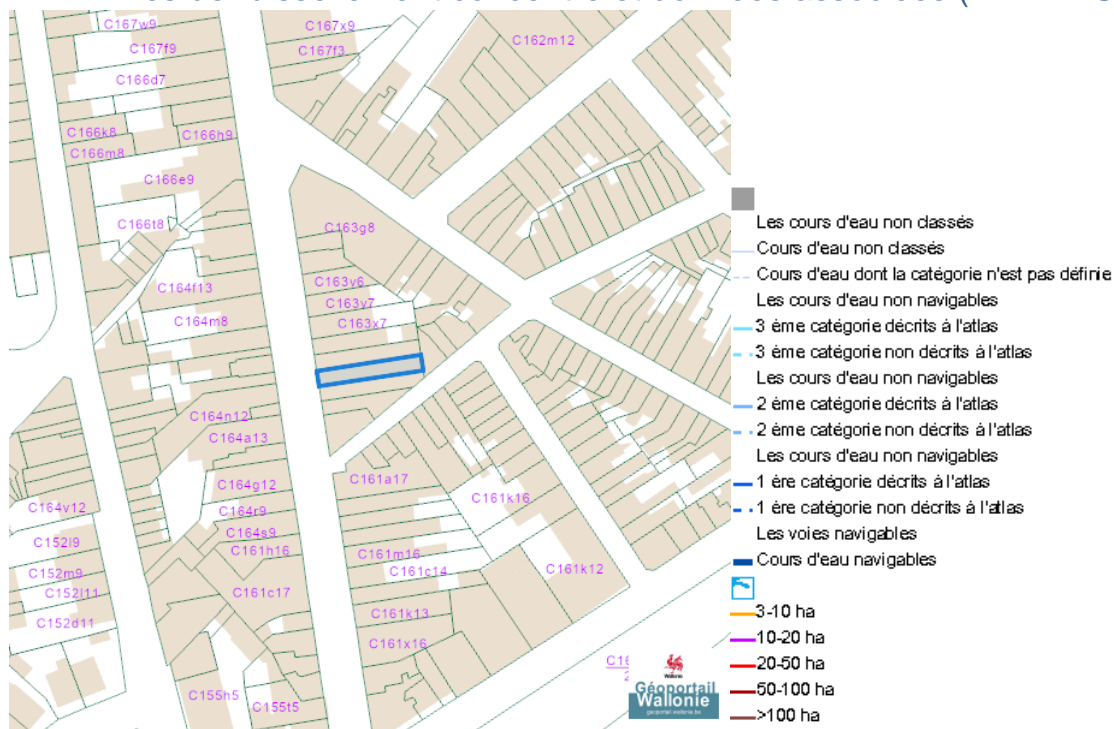 C167w9
C167x9
C167f9
C167f3
C162m12
C166d7
C166k8
C166h9
C166m8
C166e9
C166t8
C163g8
C164f13
C163v6
C163v7
C164m8
C163x7
C164n12
C164a13
C164g12
C161a17
C161k16
C164v12
C164r9
C164s9
C152l9
C161h16
C161m16
C152m9
C161c14
C161k12
C152l11
C161c17
C152d11
C161k13
C161x16
C155h5
C155t5
Les cours d'eau non classés
Cours d'eau non classés
Cours d'eau dont la catégorie n'est pas définie
Les cours d'eau non navigables
3 ème catégorie décrits à l'atlas
3 ème catégorie non décrits à l'atlas
Les cours d'eau non navigables
2 ème catégorie décrits à l'atlas
2 ème catégorie non décrits à l'atlas
Les cours d'eau non navigables
1 ère catégorie décrits à l'atlas
1 ère catégorie non décrits à l'atlas
Les voies navigables
Cours d'eau navigables
3-10 ha
10-20 ha
20-50 ha
50-100 ha
>100 ha
Wallonie
Géoportail
Wallonie
geoportail.wallonie.be